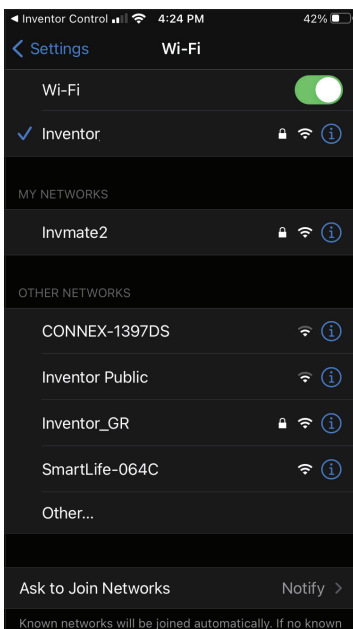 ◀ Inventor Control 4:24 PM 42%
Settings Wi-Fi
Wi-Fi
Inventor
MY NETWORKS
Invmate2
OTHER NETWORKS
CONNEX-1397DS
Inventor Public
Inventor_GR
SmartLife-064C
Other...
Ask to Join Networks Notify
Known networks will be joined automatically. If no known